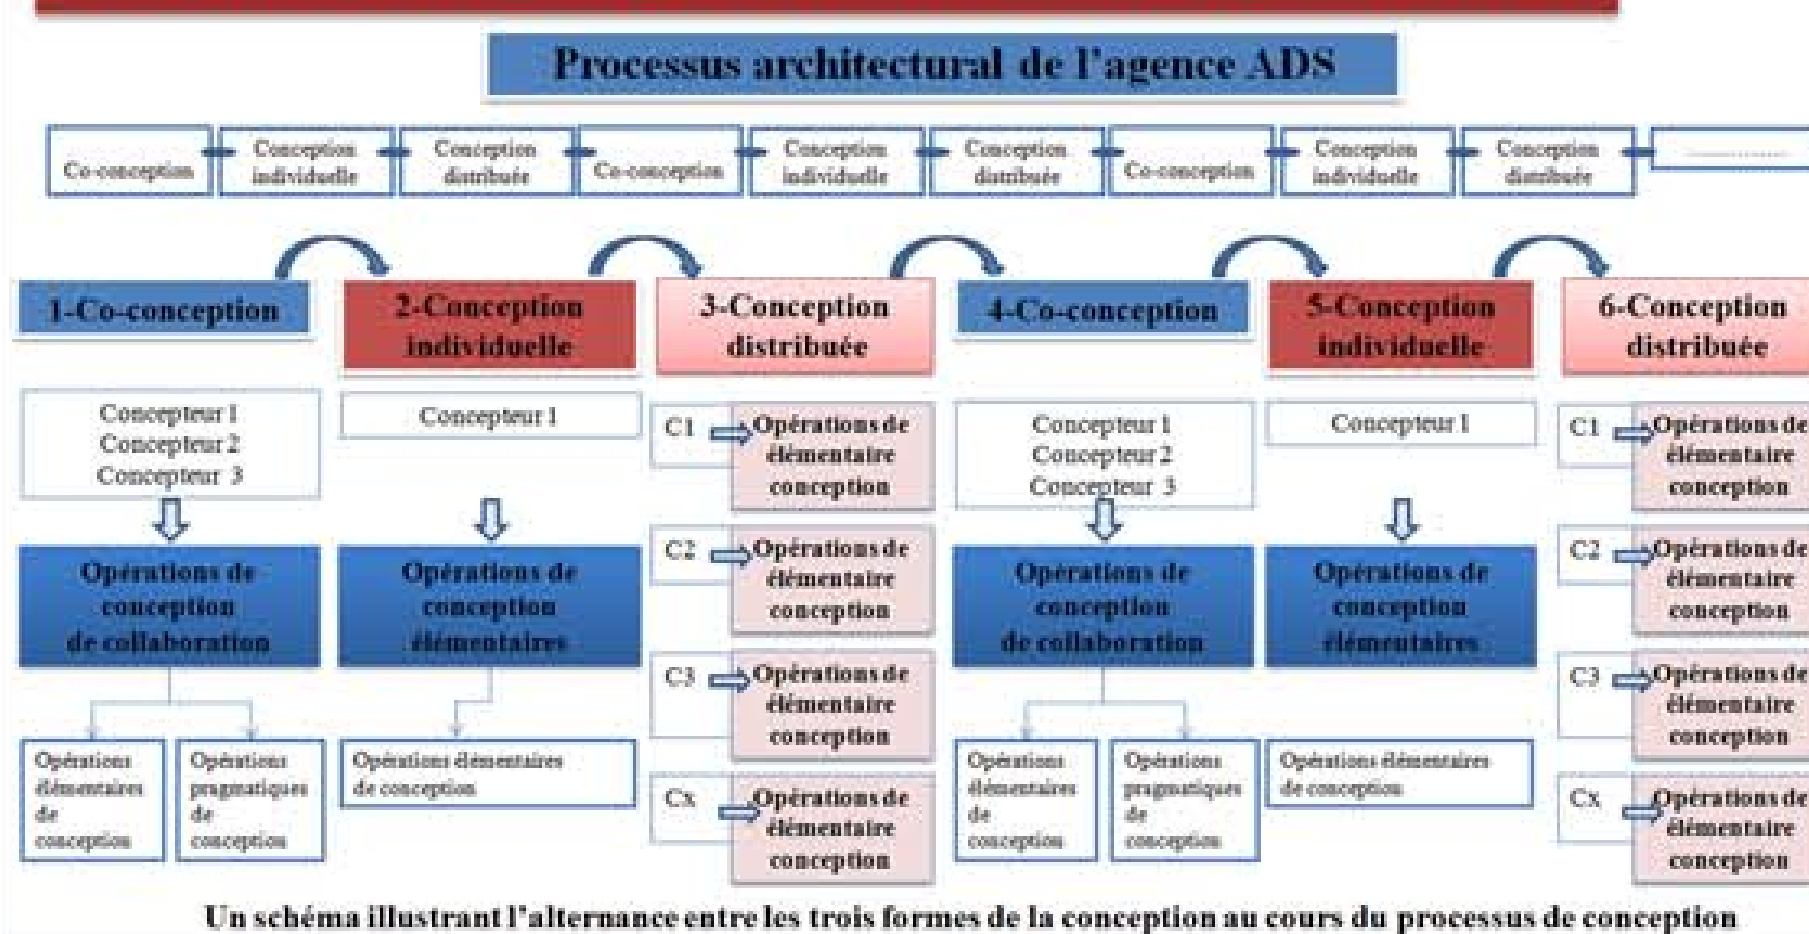 Processus architectural de l'agence ADS
Co-conception
Conception
individuelle
Conception
distribuée
Co-conception
Conception
individuelle
Conception
distribuée
Co-conception
Conception
individuelle
Conception
distribuée
..................
1-Co-conception
2-Conception
individuelle
3-Conception
distribuée
4-Co-conception
5-Conception
individuelle
6-Conception
distribuée
Concepteur 1
Concepteur 2
Concepteur 3
Opérations de
conception
de collaboration
Opérations
élémentaires
de
conception
Opérations
pragmatiques
de
conception
Concepteur 1
Opérations de
conception
élémentaires
Opérations élémentaires
de conception
C1
Opérations de
élémentaire
conception
C2
Opérations de
élémentaire
conception
C3
Opérations de
élémentaire
conception
Cx
Opérations de
élémentaire
conception
Concepteur 1
Concepteur 2
Concepteur 3
Opérations de
conception
de collaboration
Opérations
élémentaires
de
conception
Opérations
pragmatiques
de
conception
Concepteur 1
Opérations de
conception
élémentaires
Opérations élémentaires
de conception
C1
Opérations de
élémentaire
conception
C2
Opérations de
élémentaire
conception
C3
Opérations de
élémentaire
conception
Cx
Opérations de
élémentaire
conception
Un schéma illustrant l'alternance entre les trois formes de la conception au cours du processus de conception